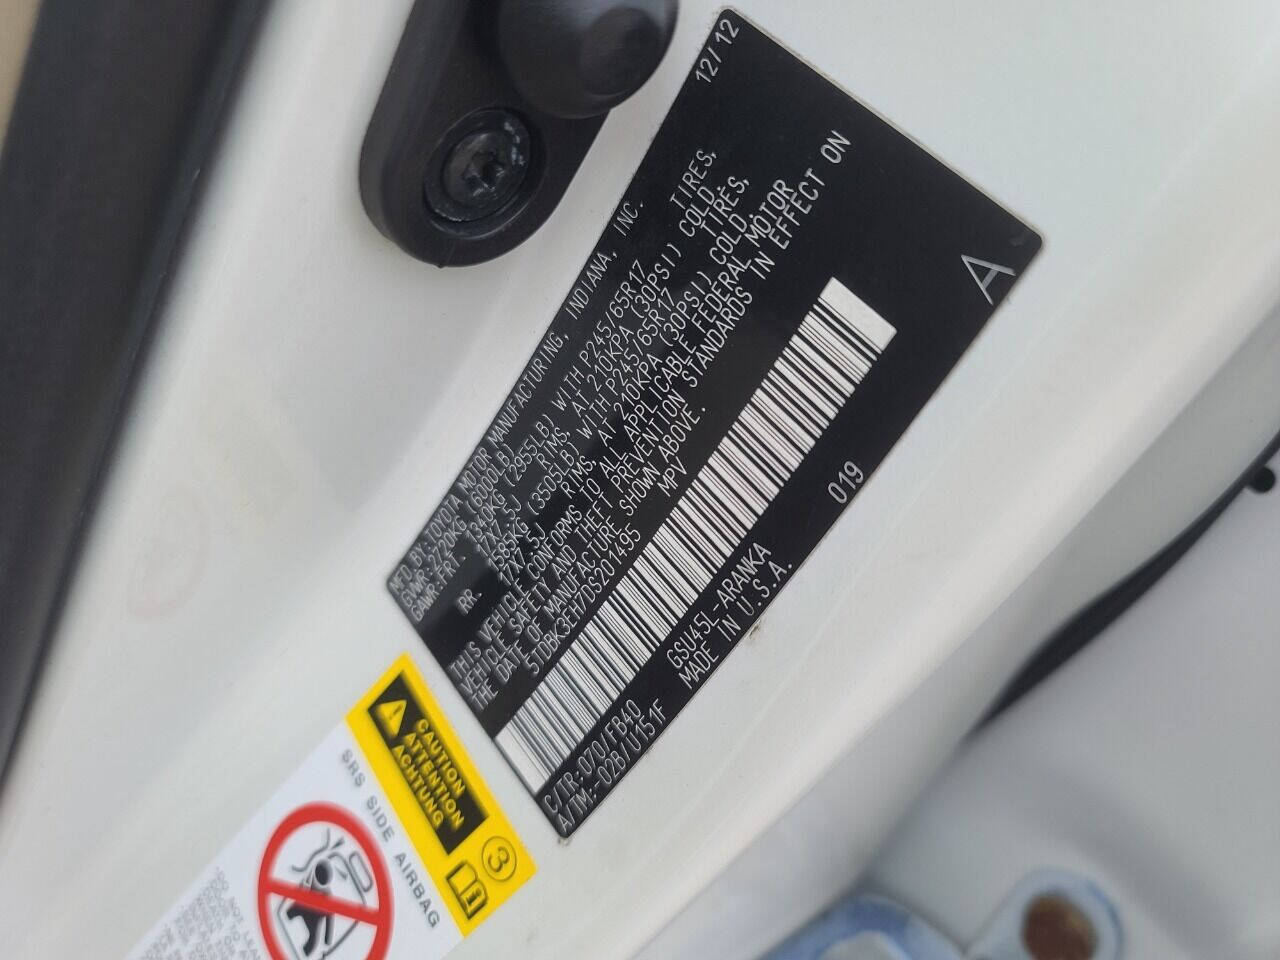 MFD. BY: TOYOTA MOTOR MANUFACTURING, INDIANA, INC. 12/12
GVWR: 2720KG (6000LB)
GAWR: FRT. 1340KG (2955LB) WITH P245/65R17 TIRES,
17X7.5J RIMS, AT 210KPA (30PSI) COLD.
RR. 1585KG (3505LB) WITH P245/65R17 TIRES,
17X7.5J RIMS, AT 210KPA (30PSI) COLD.
THIS VEHICLE CONFORMS TO ALL APPLICABLE FEDERAL MOTOR
VEHICLE SAFETY AND THEFT PREVENTION STANDARDS IN EFFECT ON
THE DATE OF MANUFACTURE SHOWN ABOVE.
5TDBK3EH7DS201495 MPV
A
C/TR: 070/FB40 GSU45L-ARANKA 019
A/TM: -02B/U151F MADE IN U.S.A.
CAUTION
ATTENTION
ACHTUNG
3
SRS SIDE AIRBAG
DO NOT LEA